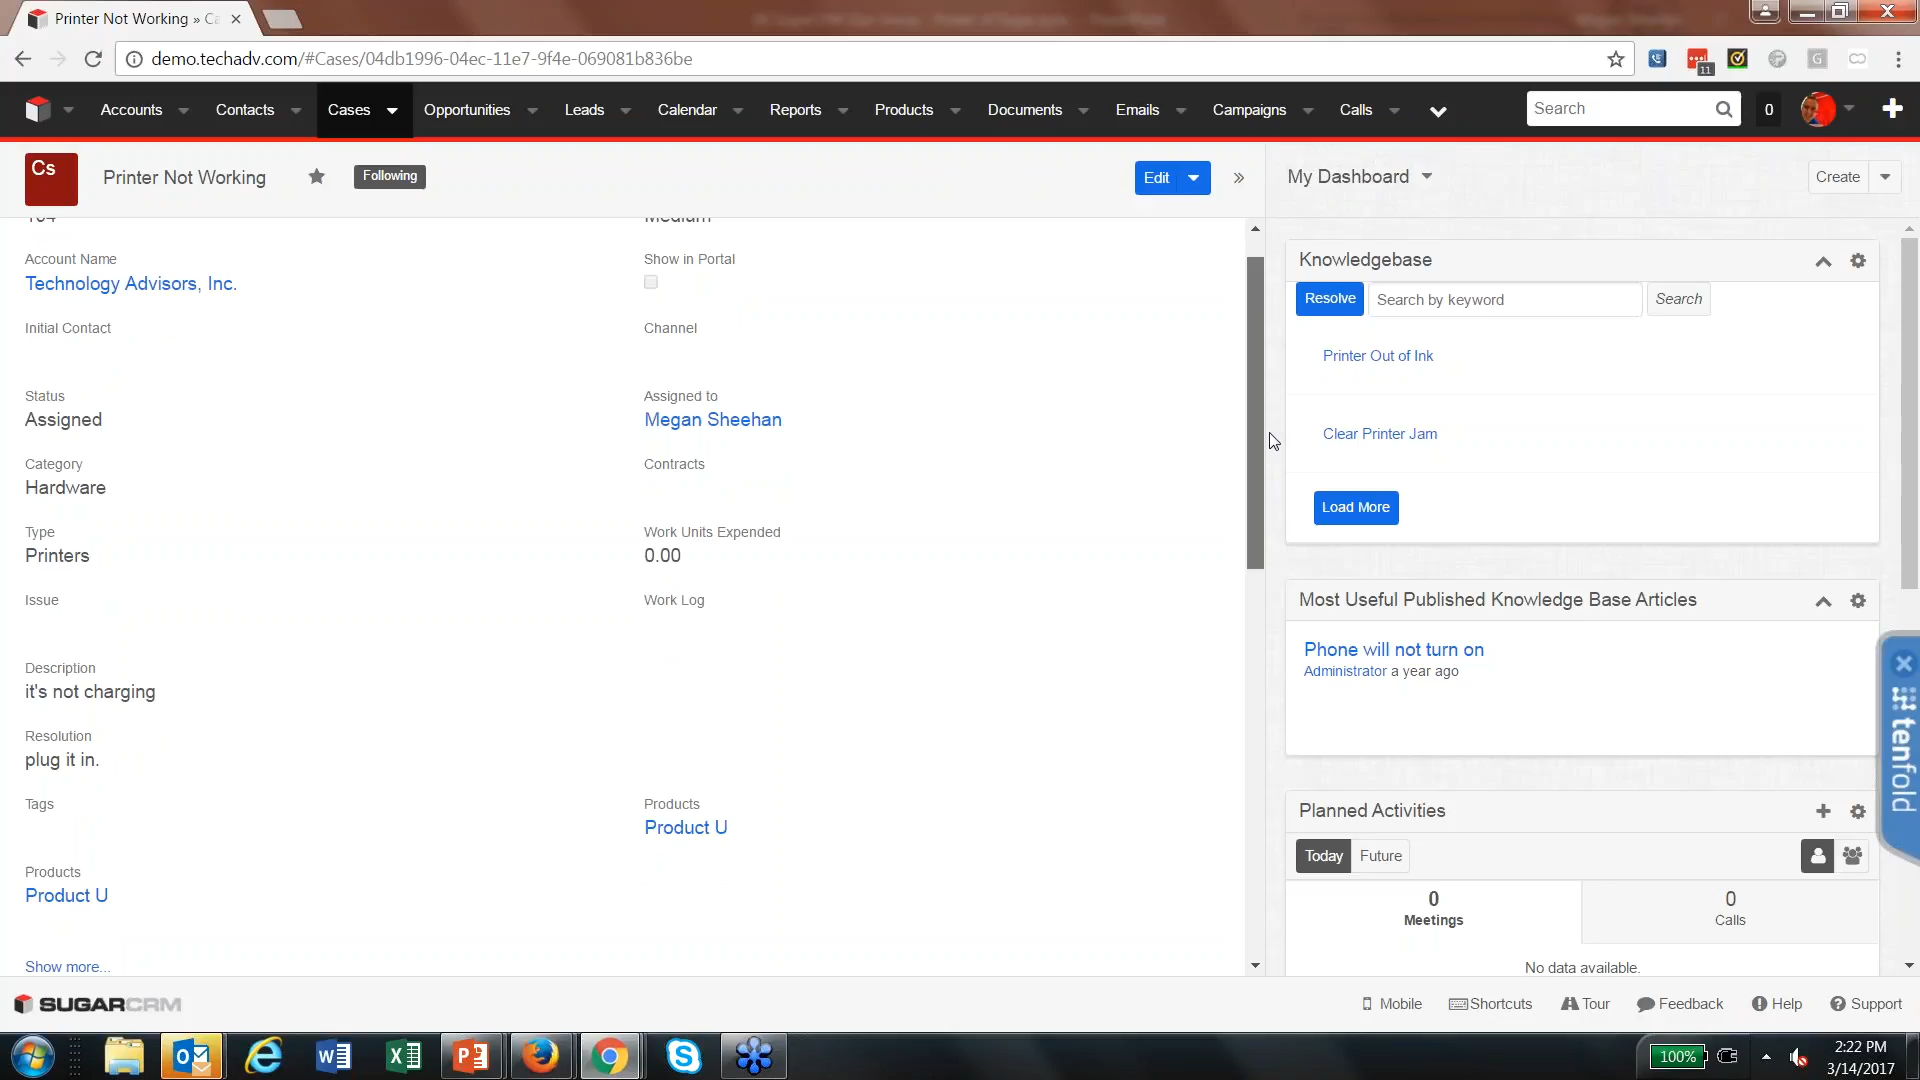 Printer Not Working » Ca
demo.techadv.com/#Cases/04db1996-04ec-11e7-9f4e-069081b836be
11
Accounts
Contacts
Cases
Opportunities
Leads
Calendar
Reports
Products
Documents
Emails
Campaigns
Calls
Search
0
Cs
Printer Not Working
Following
Edit
My Dashboard
Create
Medium
Account Name
Technology Advisors, Inc.
Show in Portal
Initial Contact
Channel
Status
Assigned
Assigned to
Megan Sheehan
Category
Hardware
Contracts
Type
Printers
Work Units Expended
0.00
Issue
Work Log
Description
it's not charging
Resolution
plug it in.
Tags
Products
Product U
Products
Product U
Show more...
Knowledgebase
Resolve
Search by keyword
Search
Printer Out of Ink
Clear Printer Jam
Load More
Most Useful Published Knowledge Base Articles
Phone will not turn on
Administrator a year ago
tenfold
Planned Activities
Today
Future
0
Meetings
0
Calls
No data available.
SUGARCRM
Mobile
Shortcuts
Tour
Feedback
Help
Support
100%
2:22 PM
3/14/2017